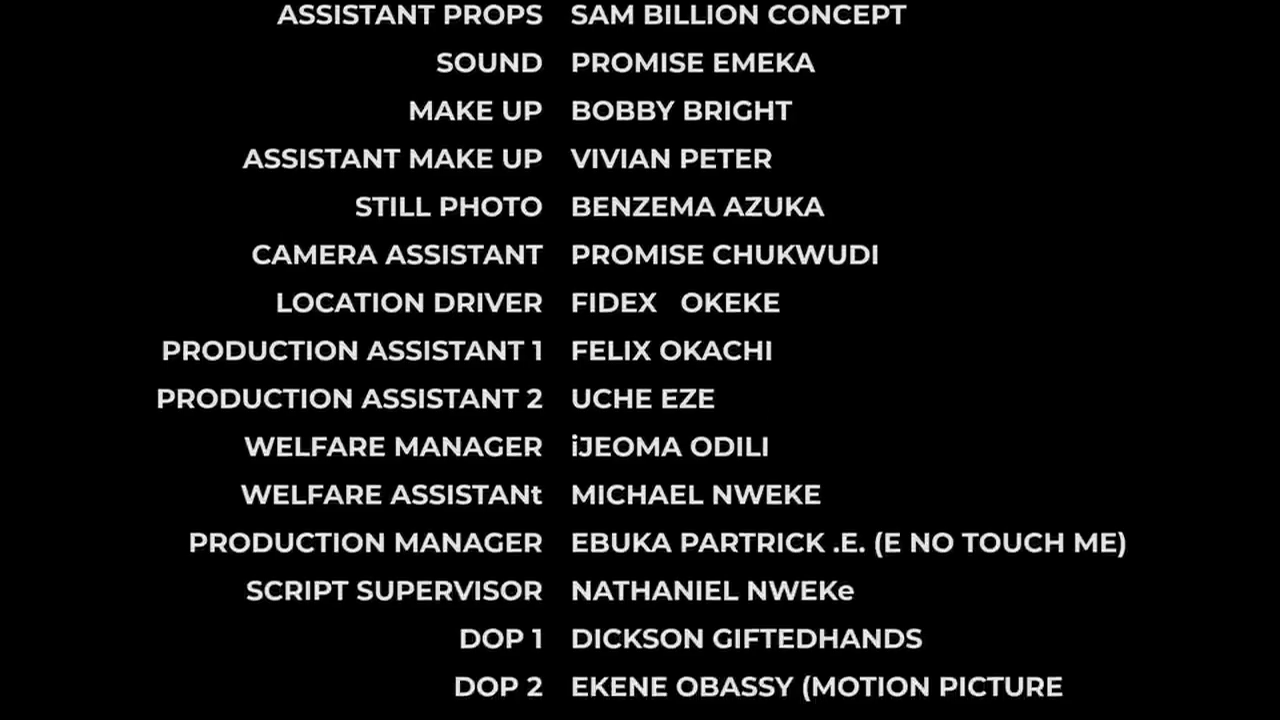 ASSISTANT PROPS SAM BILLION CONCEPT
SOUND PROMISE EMEKA
MAKE UP BOBBY BRIGHT
ASSISTANT MAKE UP VIVIAN PETER
STILL PHOTO BENZEMA AZUKA
CAMERA ASSISTANT PROMISE CHUKWUDI
LOCATION DRIVER FIDEX OKEKE
PRODUCTION ASSISTANT 1 FELIX OKACHI
PRODUCTION ASSISTANT 2 UCHE EZE
WELFARE MANAGER iJEOMA ODILI
WELFARE ASSISTANt MICHAEL NWEKE
PRODUCTION MANAGER EBUKA PARTRICK .E. (E NO TOUCH ME)
SCRIPT SUPERVISOR NATHANIEL NWEKe
DOP 1 DICKSON GIFTEDHANDS
DOP 2 EKENE OBASSY (MOTION PICTURE